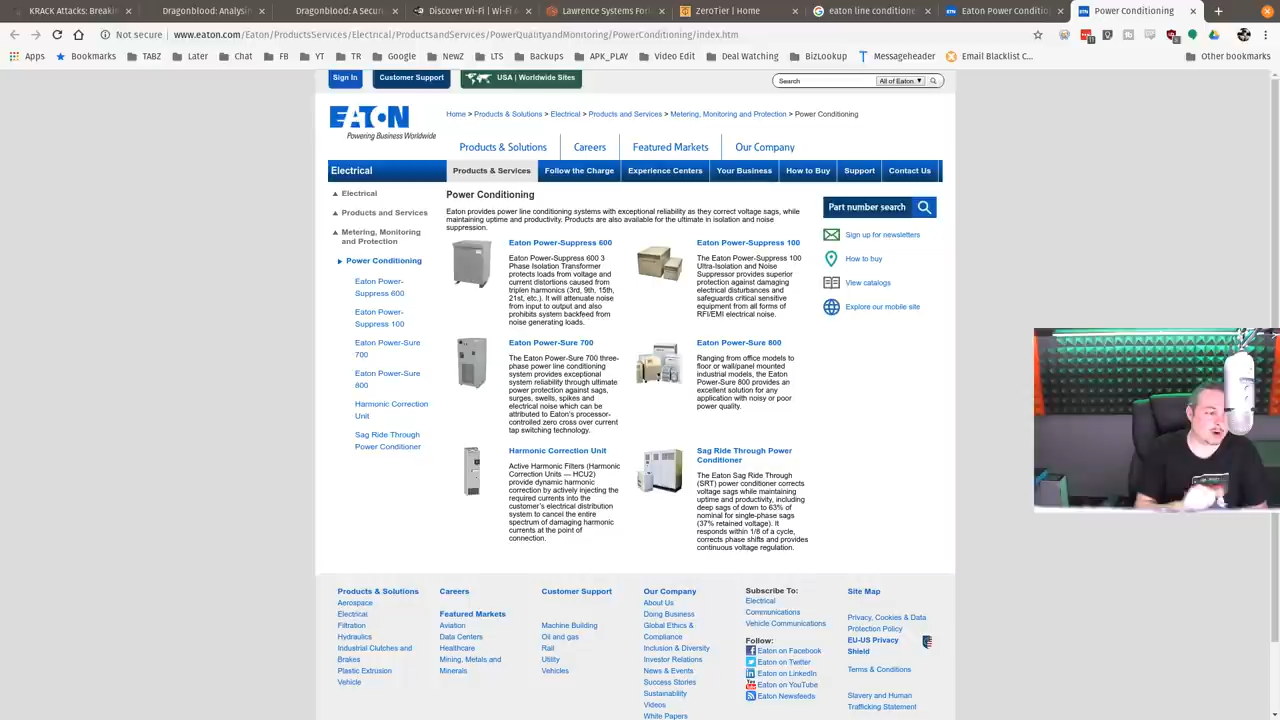 KRACK Attacks: Breaking
Dragonblood: Analysing
Dragonblood: A Security
Discover Wi-Fi | Wi-Fi A
ZeroTier | Home
eaton line conditioner
Eaton Power Conditio
Power Conditioning
Not secure www.eaton.com/Eaton/ProductsServices/Electrical/ProductsandServices/PowerQualityandMonitoring/PowerConditioning/index.htm
Apps Bookmarks TABZ Later Chat FB YT TR Google NewZ LTS Backups APK_PLAY Video Edit Deal Watching BizLookup Messageheader Email Blacklist C... Other bookmarks
Sign In Customer Support USA | Worldwide Sites
Search All of Eaton
EATON
Powering Business Worldwide
Home > Products & Solutions > Electrical > Products and Services > Metering, Monitoring and Protection > Power Conditioning
Products & Solutions Careers Featured Markets Our Company
Electrical Products & Services Follow the Charge Experience Centers Your Business How to Buy Support Contact Us
Electrical
Products and Services
Metering, Monitoring
and Protection
Power Conditioning
Eaton Power-
Suppress 600
Eaton Power-
Suppress 100
Eaton Power-Sure
700
Eaton Power-Sure
800
Harmonic Correction
Unit
Sag Ride Through
Power Conditioner
Power Conditioning
Eaton provides power line conditioning systems with exceptional reliability as they correct voltage sags, while
maintaining uptime and productivity. Products are also available for the ultimate in isolation and noise
suppression.
Eaton Power-Suppress 600
Eaton Power-Suppress 600 3
Phase Isolation Transformer
protects loads from voltage and
current distortions caused from
triplen harmonics (3rd, 9th, 15th,
21st, etc.). It will attenuate noise
from input to output and also
prohibits system backfeed from
noise generating loads.
Eaton Power-Suppress 100
The Eaton Power-Suppress 100
Ultra-Isolation and Noise
Suppressor provides superior
protection against damaging
electrical disturbances and
safeguards critical sensitive
equipment from all forms of
RFI/EMI electrical noise.
Eaton Power-Sure 700
The Eaton Power-Sure 700 three-
phase power line conditioning
system provides exceptional
system reliability through ultimate
power protection against sags,
surges, swells, spikes and
electrical noise which can be
attributed to Eaton's processor-
controlled zero cross over current
tap switching technology.
Eaton Power-Sure 800
Ranging from office models to
floor or wall/panel mounted
industrial models, the Eaton
Power-Sure 800 provides an
excellent solution for any
application with noisy or poor
power quality.
Harmonic Correction Unit
Active Harmonic Filters (Harmonic
Correction Units — HCU2)
provide dynamic harmonic
correction by actively injecting the
required currents into the
customer's electrical distribution
system to cancel the entire
spectrum of damaging harmonic
currents at the point of
connection.
Sag Ride Through Power
Conditioner
The Eaton Sag Ride Through
(SRT) power conditioner corrects
voltage sags while maintaining
uptime and productivity, including
deep sags of down to 63% of
nominal for single-phase sags
(37% retained voltage). It
responds within 1/8 of a cycle,
corrects phase shifts and provides
continuous voltage regulation.
Part number search
Sign up for newsletters
How to buy
View catalogs
Explore our mobile site
Products & Solutions
Aerospace
Electrical
Filtration
Hydraulics
Industrial Clutches and
Brakes
Plastic Extrusion
Vehicle
Careers
Featured Markets
Aviation
Data Centers
Healthcare
Mining, Metals and
Minerals
Customer Support
Machine Building
Oil and gas
Rail
Utility
Vehicles
Our Company
About Us
Doing Business
Global Ethics &
Compliance
Inclusion & Diversity
Investor Relations
News & Events
Success Stories
Sustainability
Videos
White Papers
Subscribe To:
Electrical
Communications
Vehicle Communications
Follow:
Eaton on Facebook
Eaton on Twitter
Eaton on LinkedIn
Eaton on YouTube
Eaton Newsfeeds
Site Map
Privacy, Cookies & Data
Protection Policy
EU-US Privacy
Shield
Terms & Conditions
Slavery and Human
Trafficking Statement